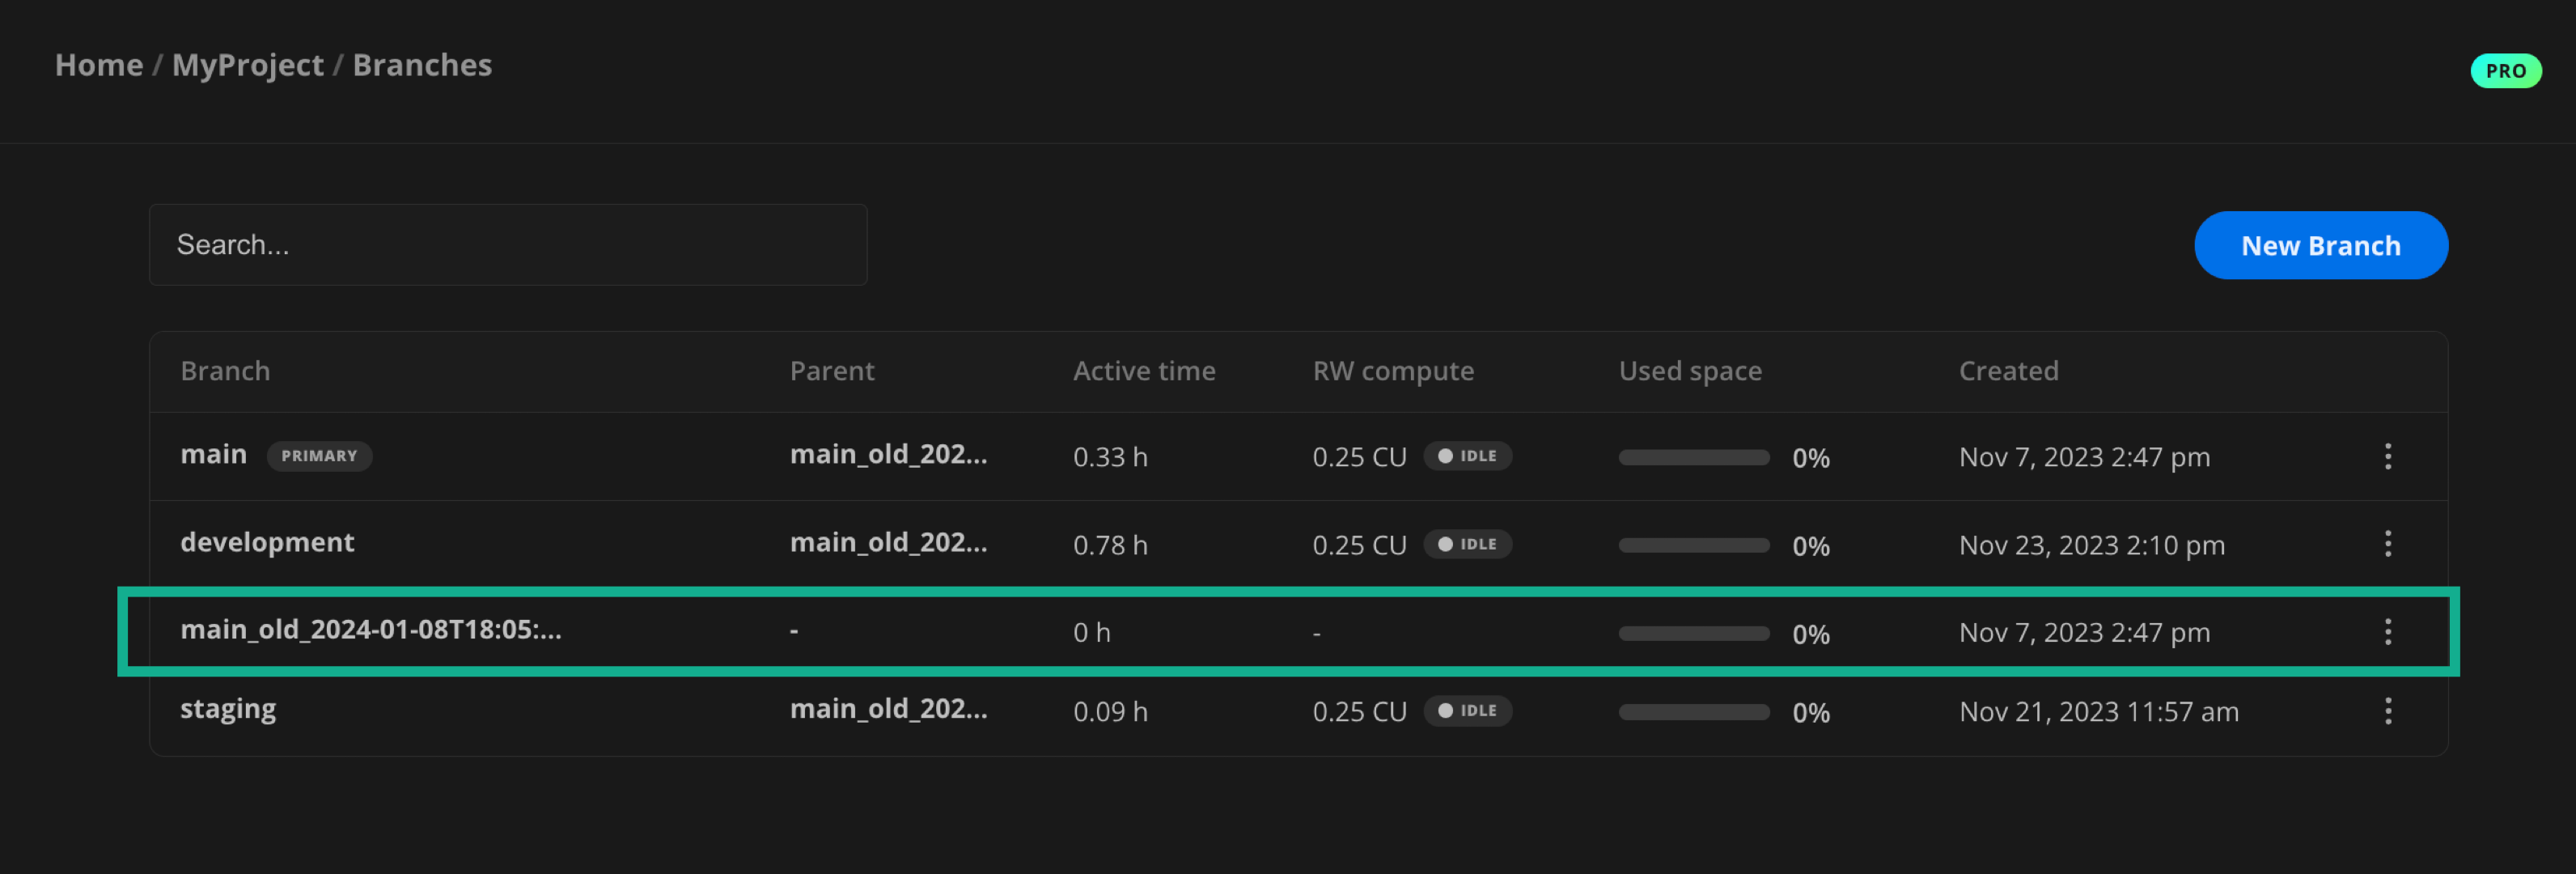 Home / MyProject / Branches
PRO
Search...
New Branch
Branch Parent Active time RW compute Used space Created
main PRIMARY main_old_202... 0.33 h 0.25 CU IDLE 0% Nov 7, 2023 2:47 pm
development main_old_202... 0.78 h 0.25 CU IDLE 0% Nov 23, 2023 2:10 pm
main_old_2024-01-08T18:05:... - 0 h - 0% Nov 7, 2023 2:47 pm
staging main_old_202... 0.09 h 0.25 CU IDLE 0% Nov 21, 2023 11:57 am